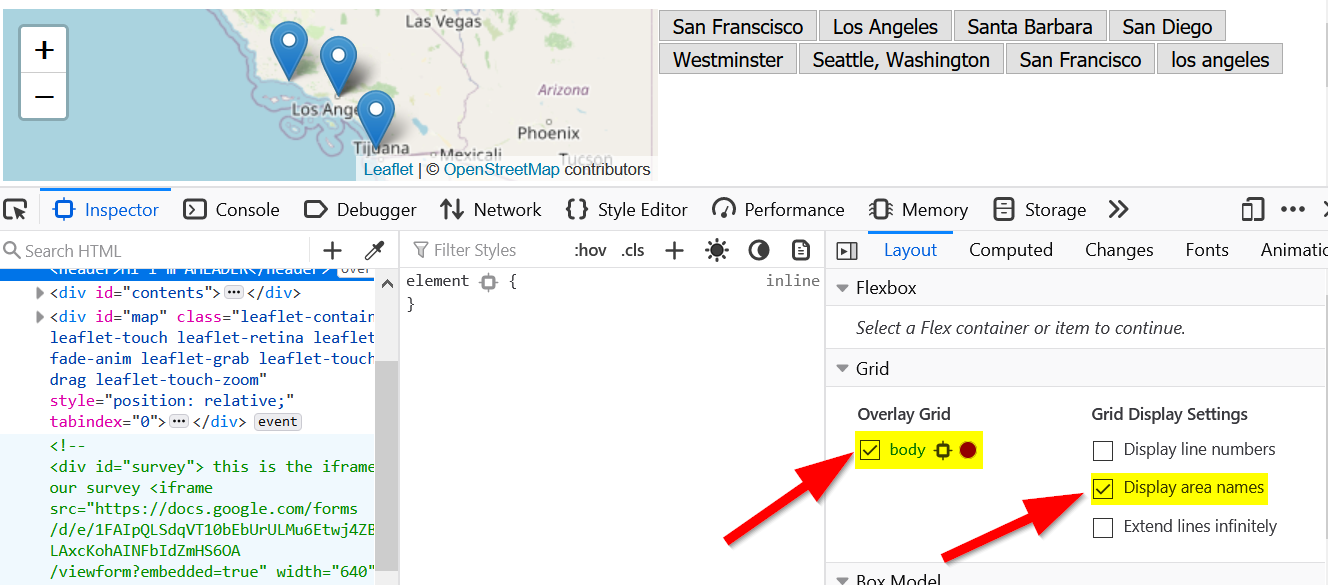 +
−
Las Vegas
Los Ange
Arizona
Phoenix
Tijuana
Mexicali
Tucson
Leaflet | © OpenStreetMap contributors
San Franscisco Los Angeles Santa Barbara San Diego
Westminster Seattle, Washington San Francisco los angeles
Inspector Console Debugger Network {} Style Editor Performance Memory Storage
Search HTML
+
Filter Styles :hov .cls +
Layout Computed Changes Fonts Animatic
<header>Hi I'm AHEADER</header> over
<div id="contents"> ••• </div>
<div id="map" class="leaflet-contain
leaflet-touch leaflet-retina leaflet
fade-anim leaflet-grab leaflet-touch
drag leaflet-touch-zoom"
style="position: relative;"
tabindex="0"> ••• </div> event
<!--
<div id="survey"> this is the iframe
our survey <iframe
src="https://docs.google.com/forms
/d/e/1FAIpQLSdqVT10bEbUrULMu6Etwj4ZB
LAxcKohAINFbIdZmHS6OA
/viewform?embedded=true" width="640"
element {
inline
}
Flexbox
Select a Flex container or item to continue.
Grid
Overlay Grid
body
Grid Display Settings
Display line numbers
Display area names
Extend lines infinitely
Box Model